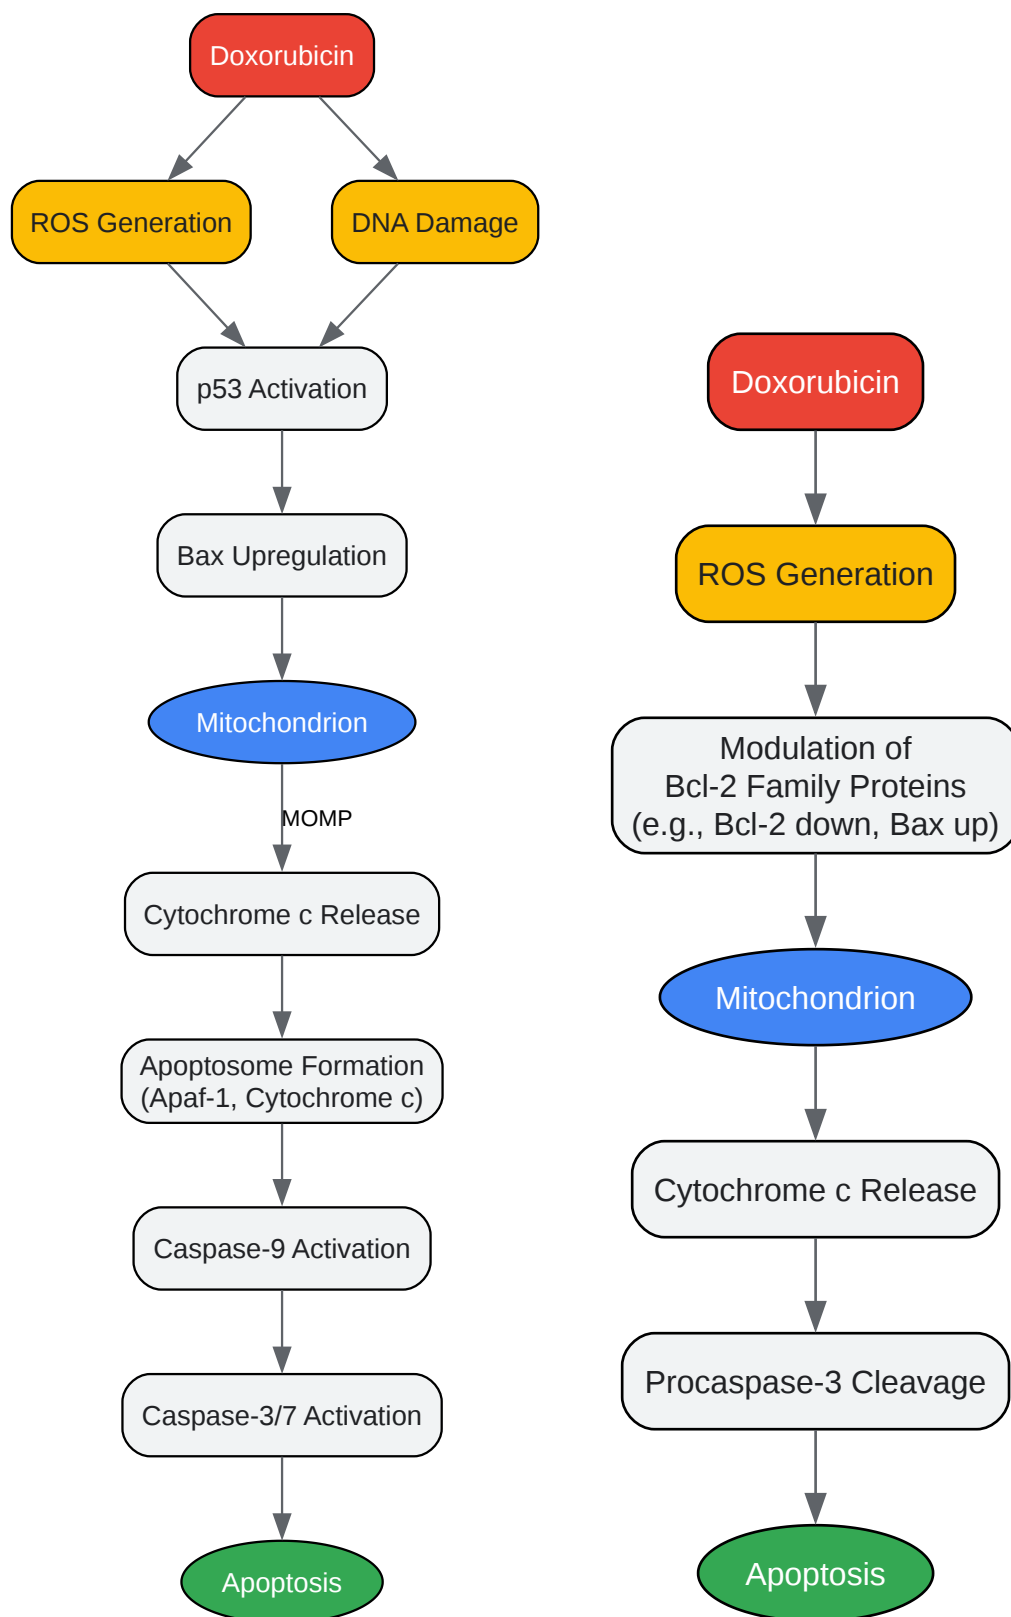 Doxorubicin
ROS Generation
DNA Damage
p53 Activation
Bax Upregulation
Mitochondrion
MOMP
Cytochrome c Release
Apoptosome Formation
(Apaf-1, Cytochrome c)
Caspase-9 Activation
Caspase-3/7 Activation
Apoptosis
Doxorubicin
ROS Generation
Modulation of
Bcl-2 Family Proteins
(e.g., Bcl-2 down, Bax up)
Mitochondrion
Cytochrome c Release
Procaspase-3 Cleavage
Apoptosis